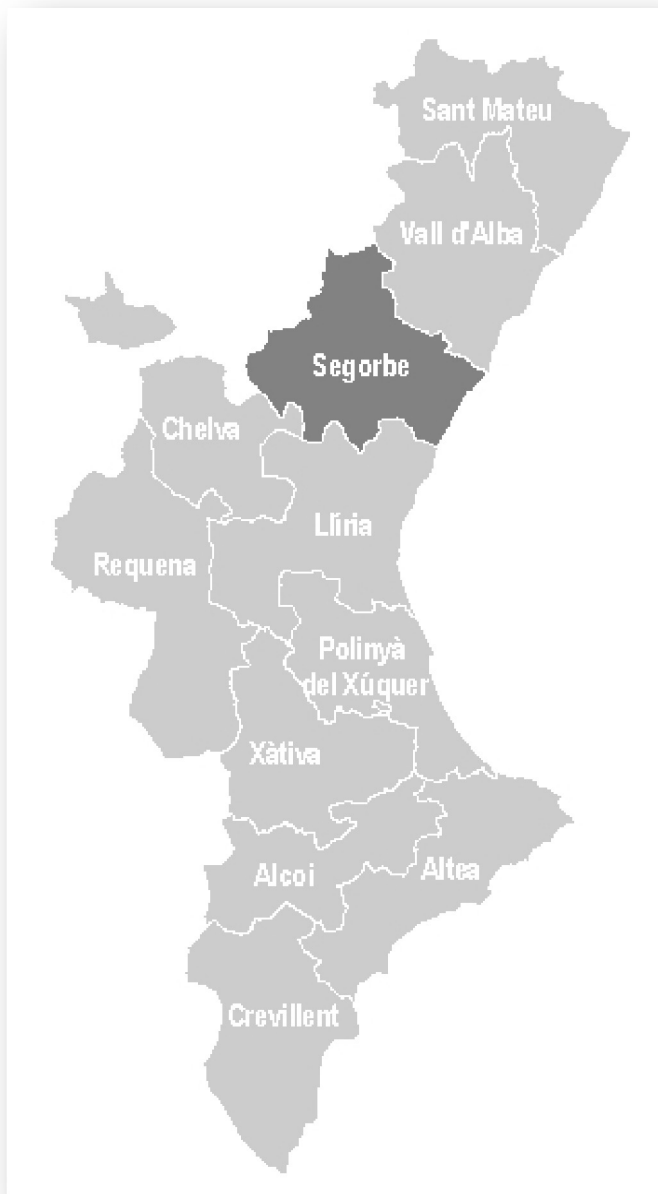 Sant Mateu
Vall d'Alba
Segorbe
Chelva
Llíria
Requena
Polinyà
del Xúquer
Xàtiva
Alcoi
Altea
Crevillent